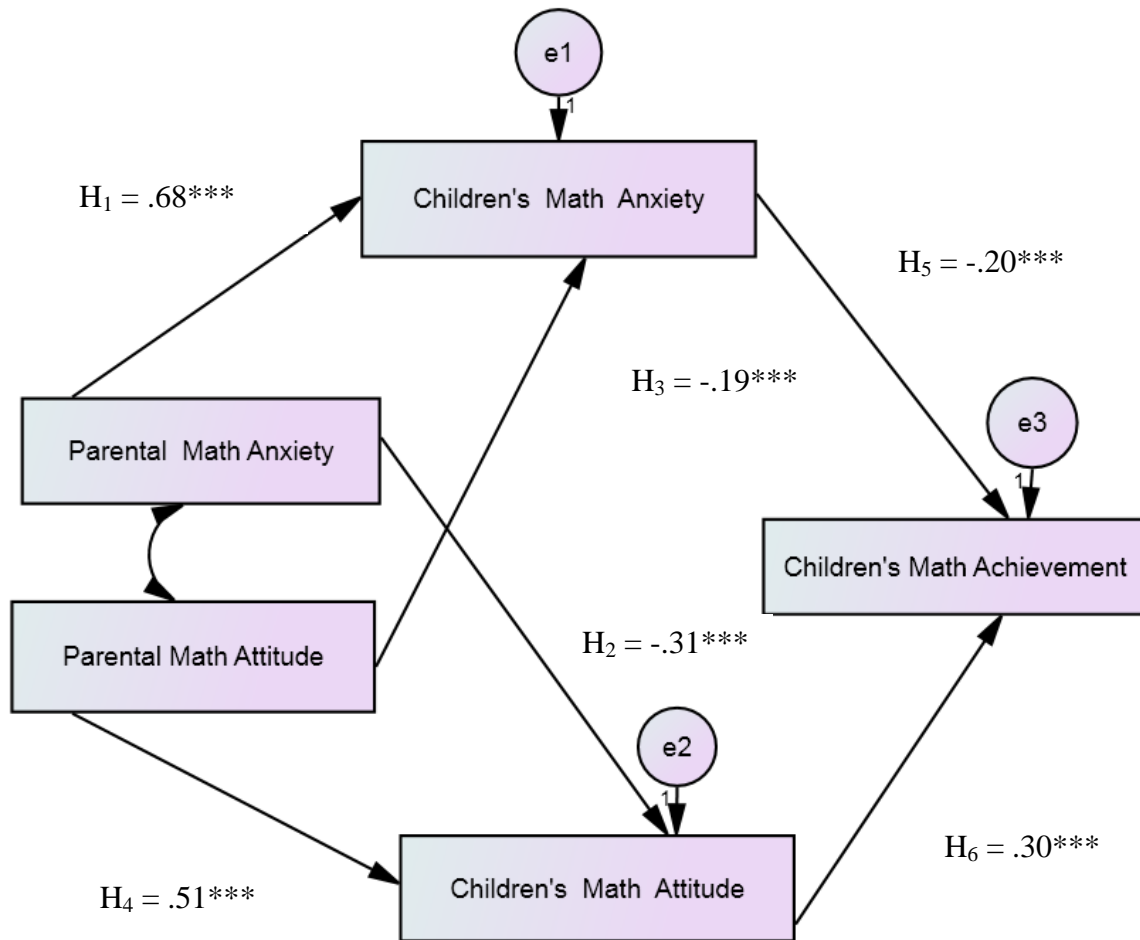 e1
1
Children's Math Anxiety
H₁ = .68***
H₅ = -.20***
H₃ = -.19***
Parental Math Anxiety
e3
1
Children's Math Achievement
Parental Math Attitude
H₂ = -.31***
e2
1
Children's Math Attitude
H₆ = .30***
H₄ = .51***